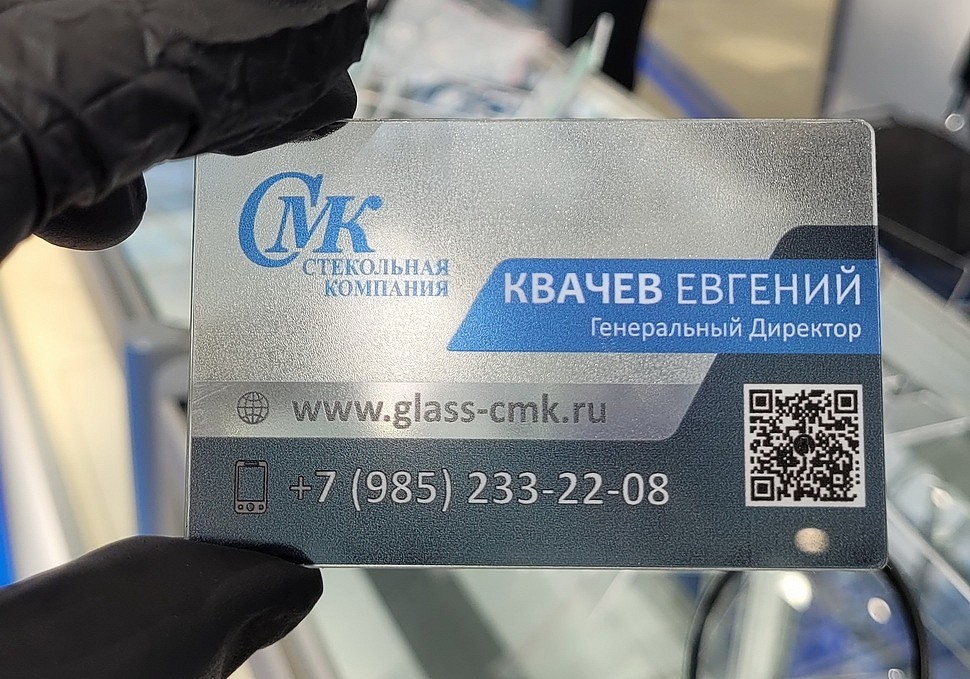 СМК
СТЕКОЛЬНАЯ
КОМПАНИЯ
КВАЧЕВ ЕВГЕНИЙ
Генеральный Директор
www.glass-cmk.ru
+7 (985) 233-22-08